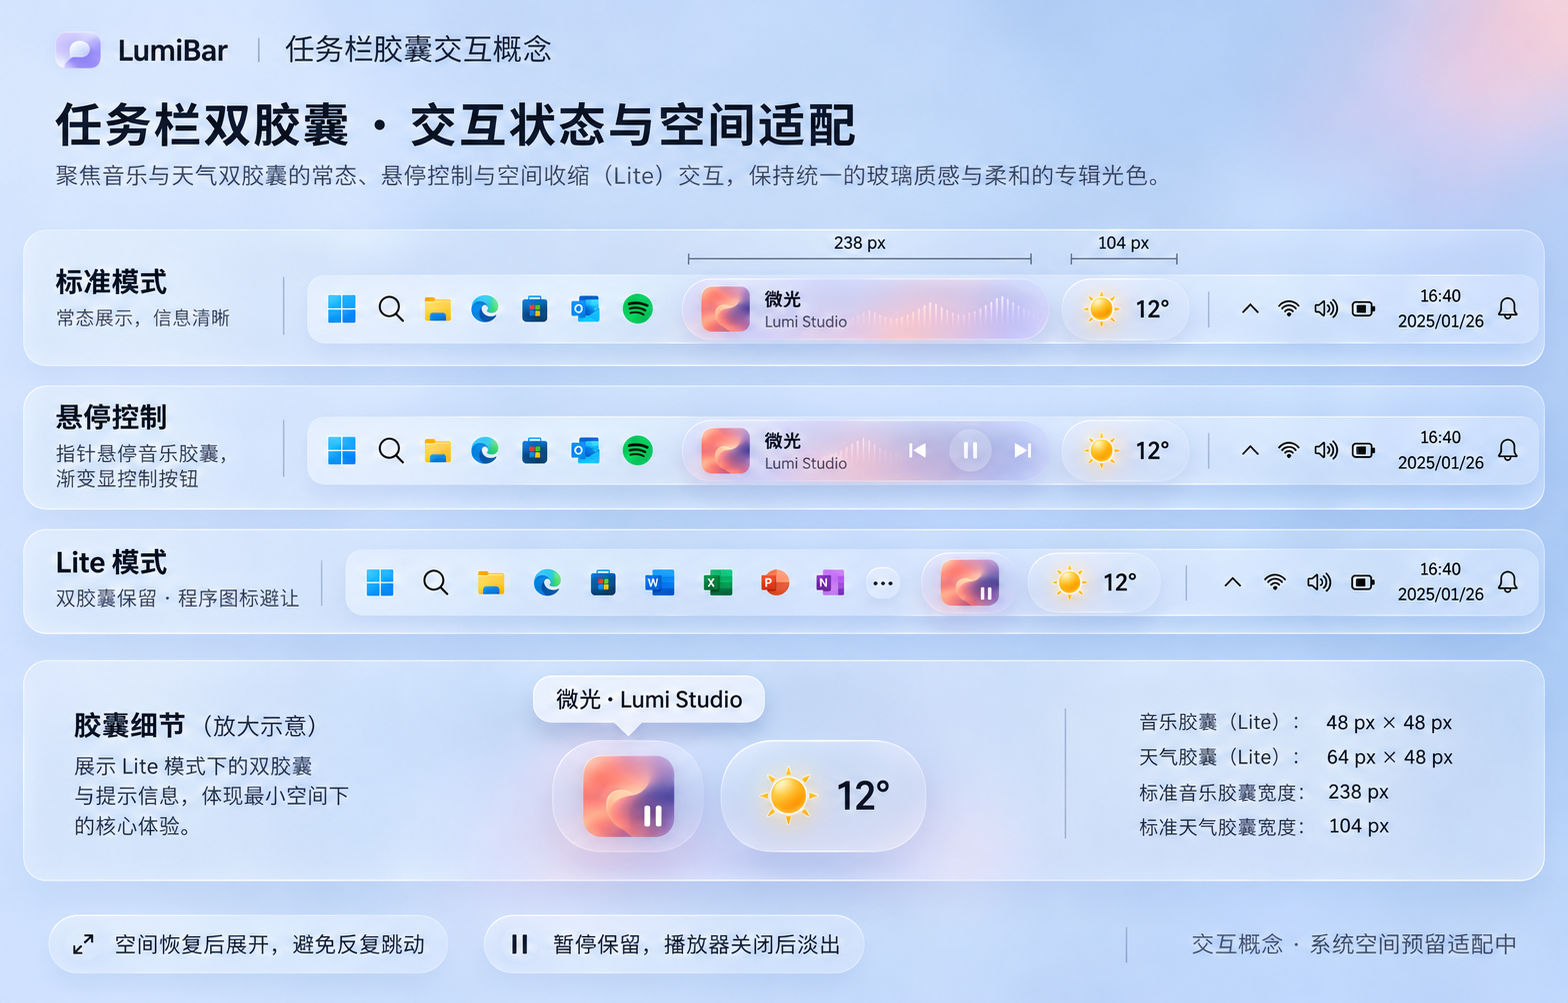 LumiBar
任务栏胶囊交互概念
任务栏双胶囊 · 交互状态与空间适配
聚焦音乐与天气双胶囊的常态、悬停控制与空间收缩（Lite）交互，保持统一的玻璃质感与柔和的专辑光色。
238 px
104 px
标准模式
常态展示，信息清晰
微光
Lumi Studio
12°
16:40
2025/01/26
悬停控制
指针悬停音乐胶囊，
渐变显控制按钮
微光
Lumi Studio
12°
16:40
2025/01/26
Lite 模式
双胶囊保留 · 程序图标避让
W
X
P
N
12°
16:40
2025/01/26
胶囊细节（放大示意）
展示 Lite 模式下的双胶囊
与提示信息，体现最小空间下
的核心体验。
微光 · Lumi Studio
12°
音乐胶囊（Lite）： 48 px × 48 px
天气胶囊（Lite）： 64 px × 48 px
标准音乐胶囊宽度： 238 px
标准天气胶囊宽度： 104 px
空间恢复后展开，避免反复跳动
暂停保留，播放器关闭后淡出
交互概念 · 系统空间预留适配中